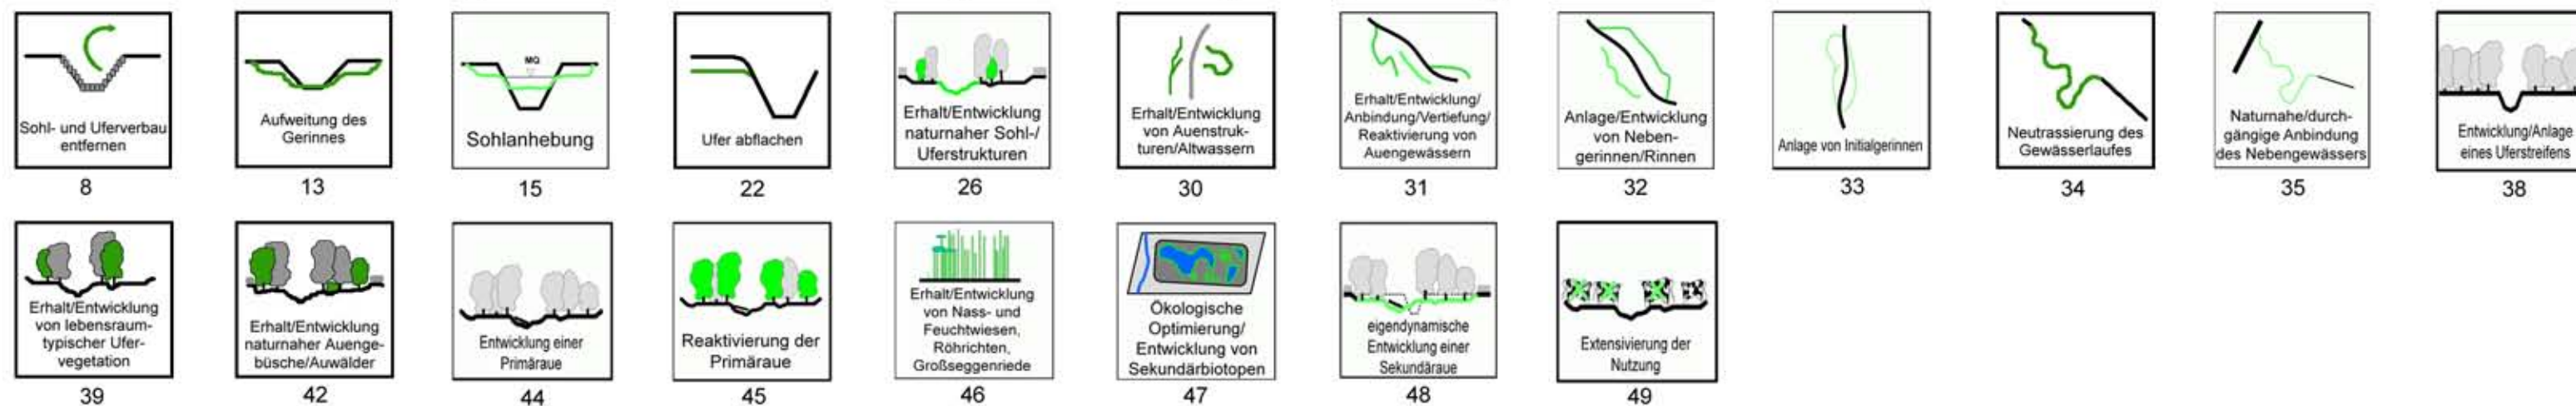 Sohl- und Uferverbau
entfernen
8
Aufweitung des
Gerinnes
13
MQ
Sohlanhebung
15
Ufer abflachen
22
Erhalt/Entwicklung
naturnaher Sohl-/
Uferstrukturen
26
Erhalt/Entwicklung
von Auenstruk-
turen/Altwassern
30
Erhalt/Entwicklung/
Anbindung/Vertiefung/
Reaktivierung von
Auengewässern
31
Anlage/Entwicklung
von Neben-
gerinnen/Rinnen
32
Anlage von Initialgerinnen
33
Neutrassierung des
Gewässerlaufes
34
Naturnahe/durch-
gängige Anbindung
des Nebengewässers
35
Entwicklung/Anlage
eines Uferstreifens
38
Erhalt/Entwicklung
von lebensraum-
typischer Ufer-
vegetation
39
Erhalt/Entwicklung
naturnaher Auenge-
büsche/Auwälder
42
Entwicklung einer
Primäraue
44
Reaktivierung der
Primäraue
45
Erhalt/Entwicklung
von Nass- und
Feuchtwiesen,
Röhrichten,
Großseggenriede
46
Ökologische
Optimierung/
Entwicklung von
Sekundärbiotopen
47
eigendynamische
Entwicklung einer
Sekundäraue
48
Extensivierung der
Nutzung
49